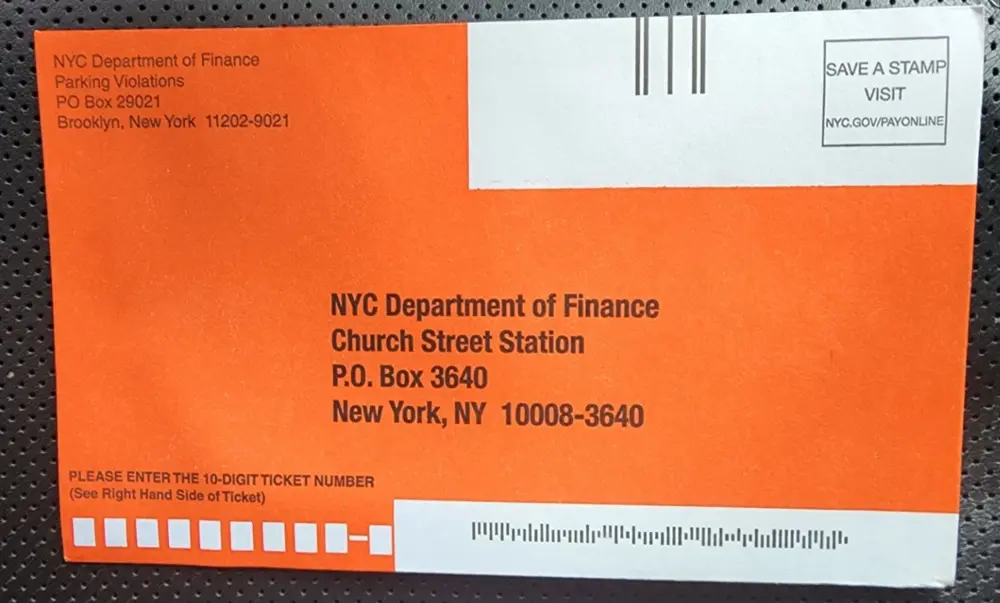 NYC Department of Finance
Parking Violations
PO Box 29021
Brooklyn, New York 11202-9021
SAVE A STAMP
VISIT
NYC.GOV/PAYONLINE
NYC Department of Finance
Church Street Station
P.O. Box 3640
New York, NY 10008-3640
PLEASE ENTER THE 10-DIGIT TICKET NUMBER
(See Right Hand Side of Ticket)